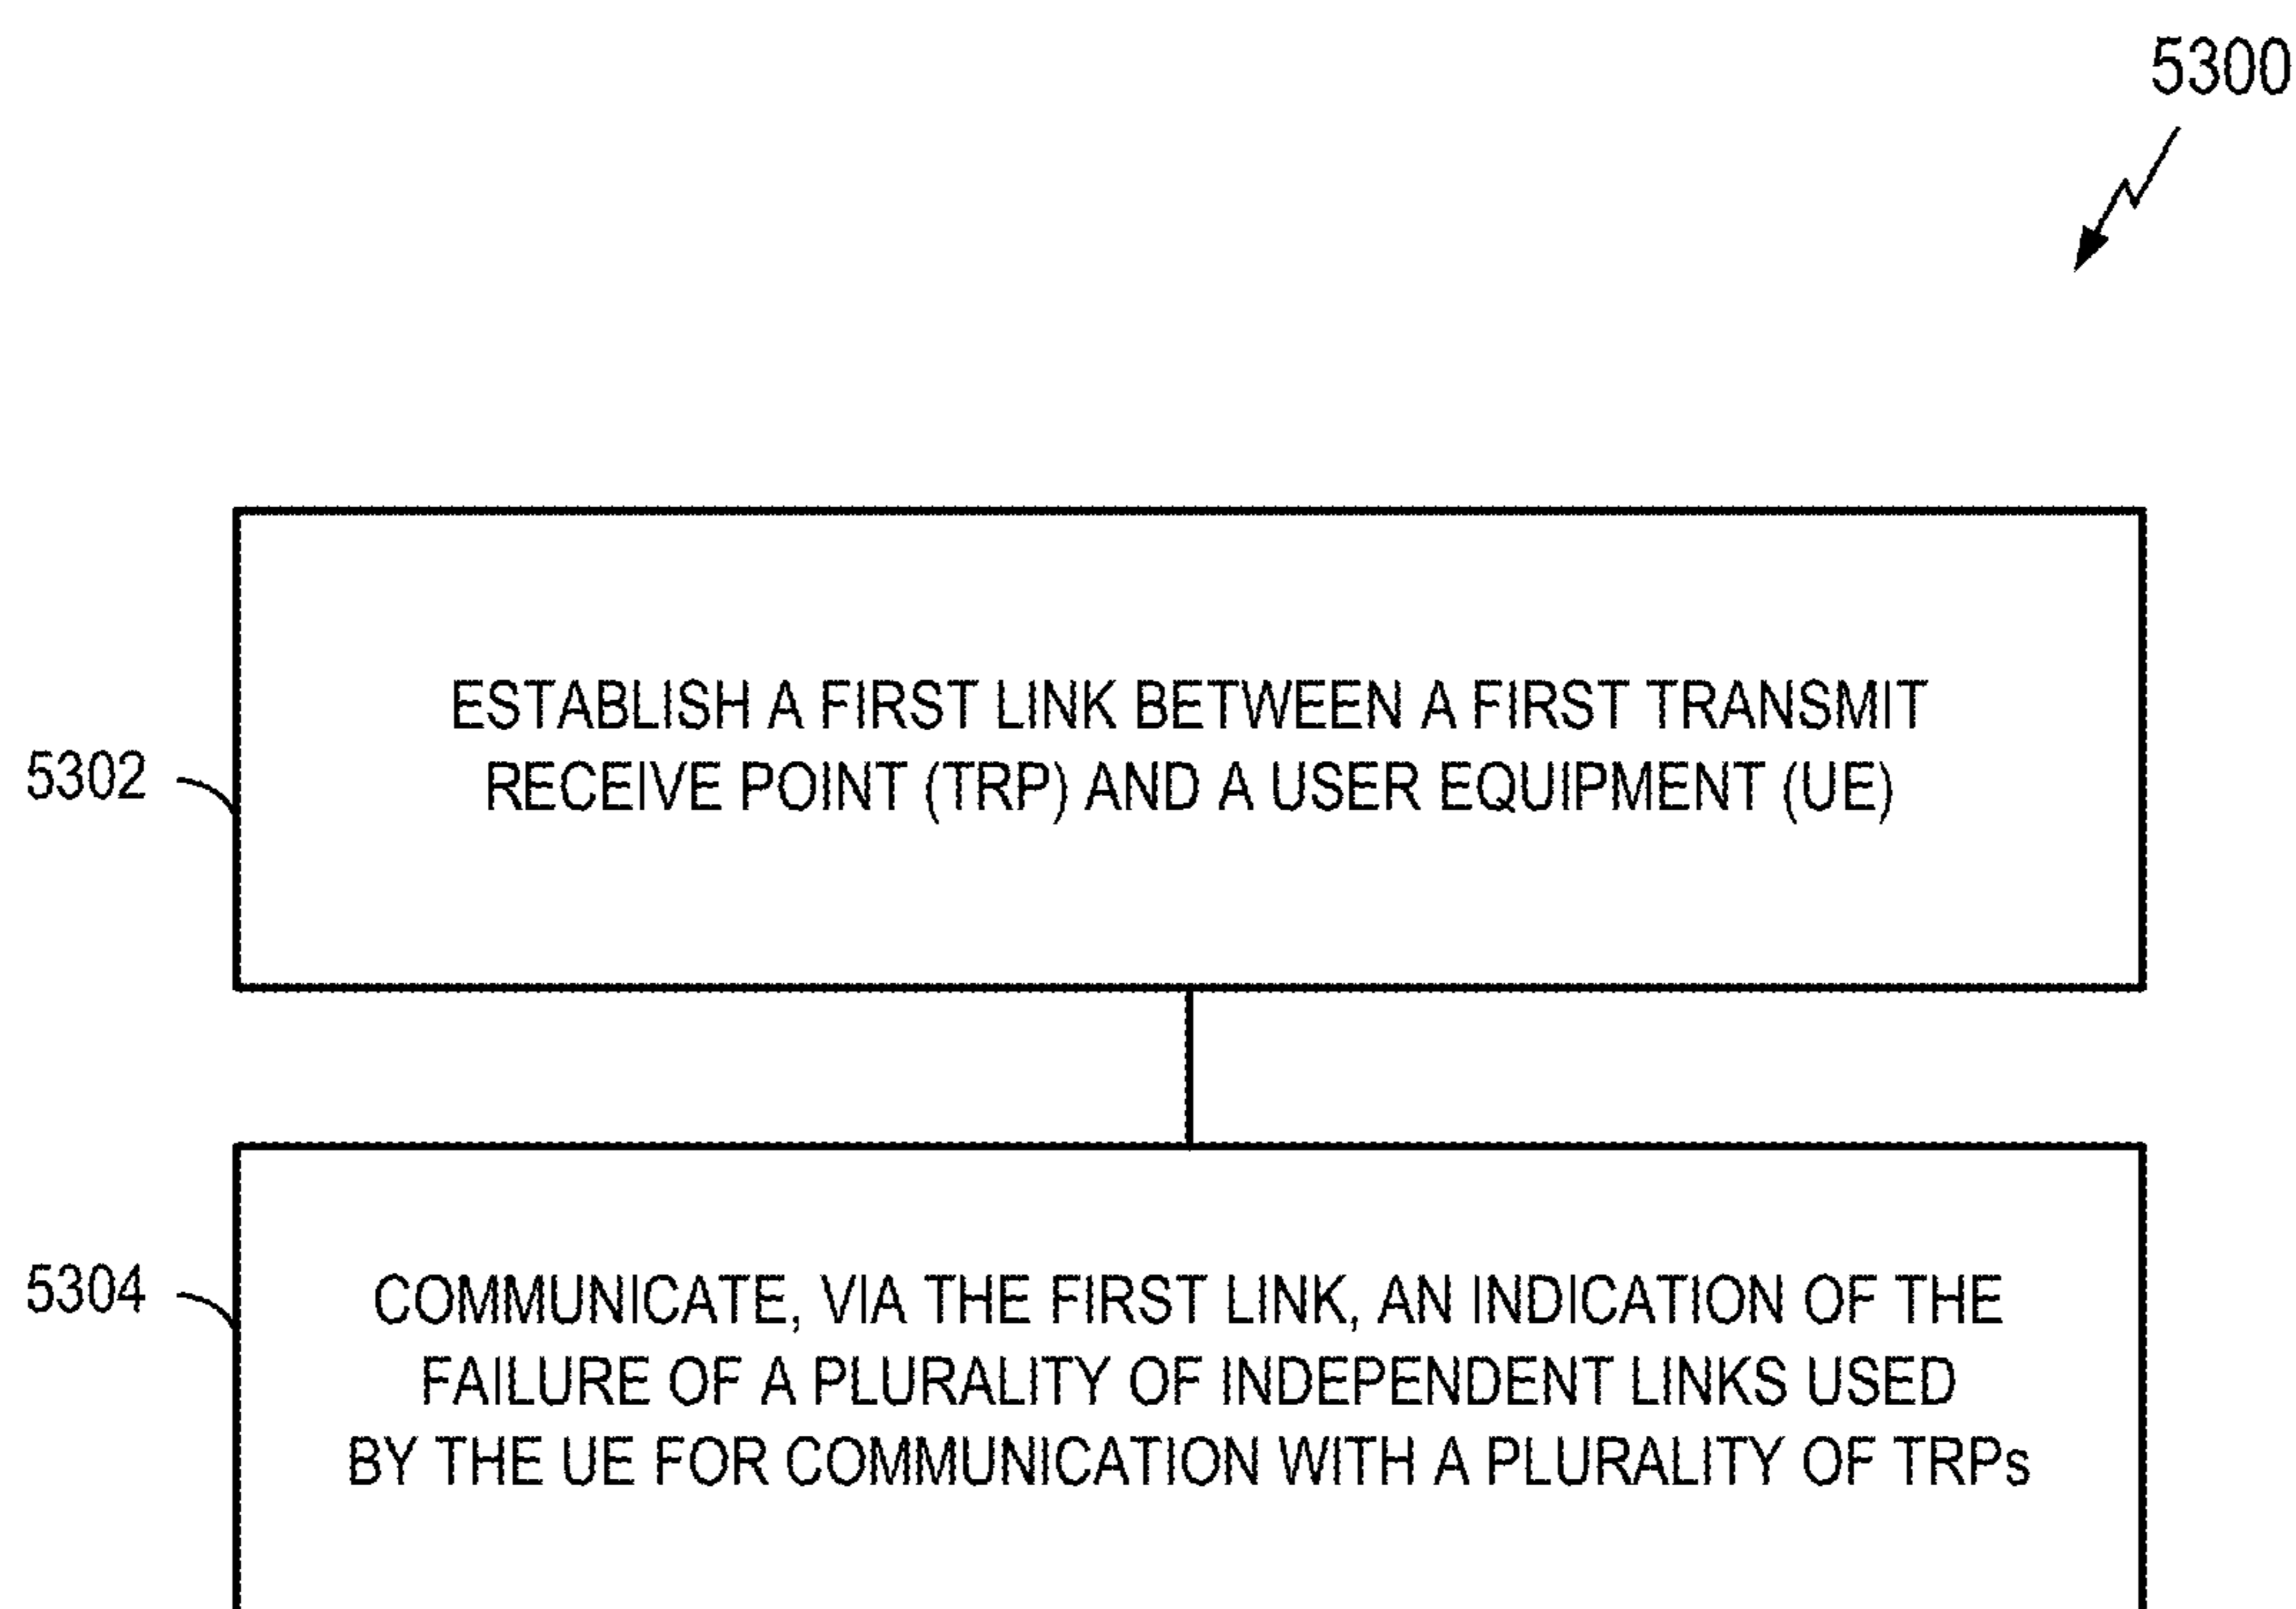 5300
5302
ESTABLISH A FIRST LINK BETWEEN A FIRST TRANSMIT
RECEIVE POINT (TRP) AND A USER EQUIPMENT (UE)
5304
COMMUNICATE, VIA THE FIRST LINK, AN INDICATION OF THE
FAILURE OF A PLURALITY OF INDEPENDENT LINKS USED
BY THE UE FOR COMMUNICATION WITH A PLURALITY OF TRPs